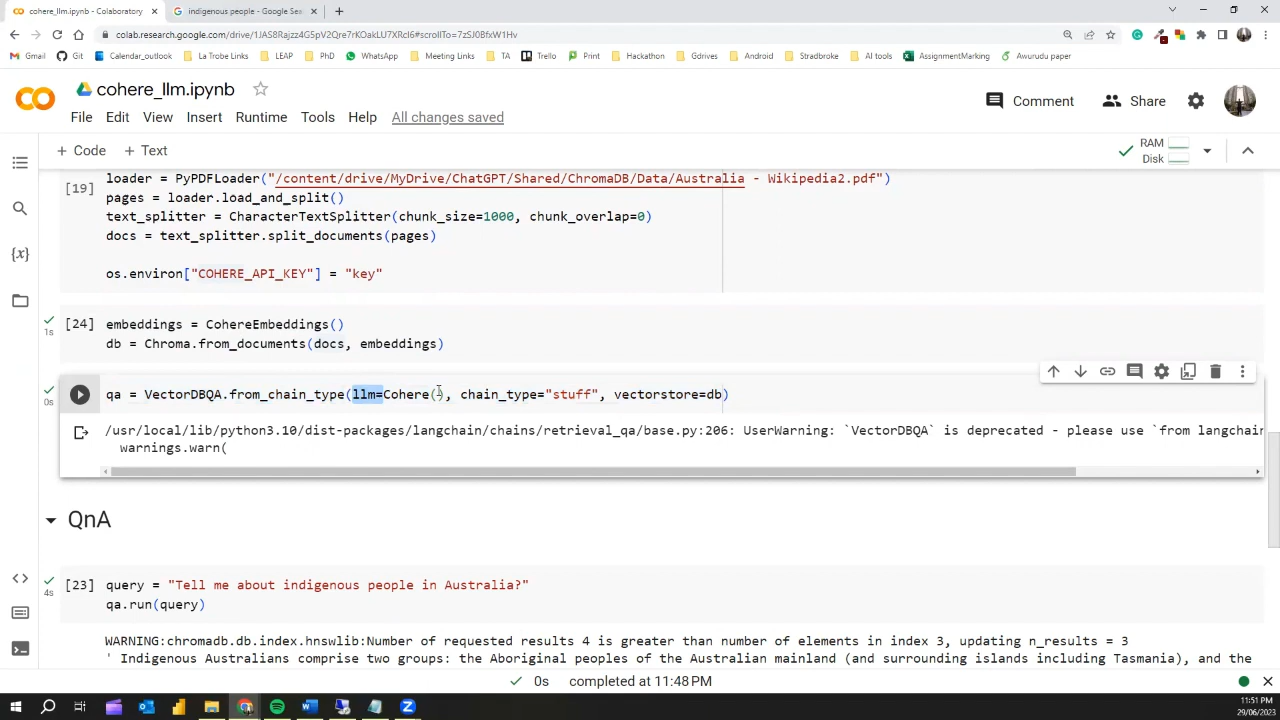 cohere_llm.ipynb - Colaboratory
indigenous people - Google Sea
colab.research.google.com/drive/1JAS8Rajzz4G5pV2Qre7rKOakLU7XRcI6#scrollTo=7zSJ0BfxW1Hv
Gmail Git Calendar_outlook La Trobe Links LEAP PhD WhatsApp Meeting Links TA Trello Print Hackathon Gdrives Android Stradbroke AI tools AssignmentMarking Awurudu paper
cohere_llm.ipynb
Comment Share
File Edit View Insert Runtime Tools Help All changes saved
+ Code + Text
RAM
Disk
[19]
loader = PyPDFLoader("/content/drive/MyDrive/ChatGPT/Shared/ChromaDB/Data/Australia - Wikipedia2.pdf")
pages = loader.load_and_split()
text_splitter = CharacterTextSplitter(chunk_size=1000, chunk_overlap=0)
docs = text_splitter.split_documents(pages)
os.environ["COHERE_API_KEY"] = "key"
1s
[24] embeddings = CohereEmbeddings()
db = Chroma.from_documents(docs, embeddings)
0s
qa = VectorDBQA.from_chain_type(llm=Cohere(), chain_type="stuff", vectorstore=db)
/usr/local/lib/python3.10/dist-packages/langchain/chains/retrieval_qa/base.py:206: UserWarning: `VectorDBQA` is deprecated - please use `from langchain
warnings.warn(
QnA
4s
[23] query = "Tell me about indigenous people in Australia?"
qa.run(query)
WARNING:chromadb.db.index.hnswlib:Number of requested results 4 is greater than number of elements in index 3, updating n_results = 3
' Indigenous Australians comprise two groups: the Aboriginal peoples of the Australian mainland (and surrounding islands including Tasmania), and the
0s completed at 11:48 PM
11:51 PM
29/06/2023